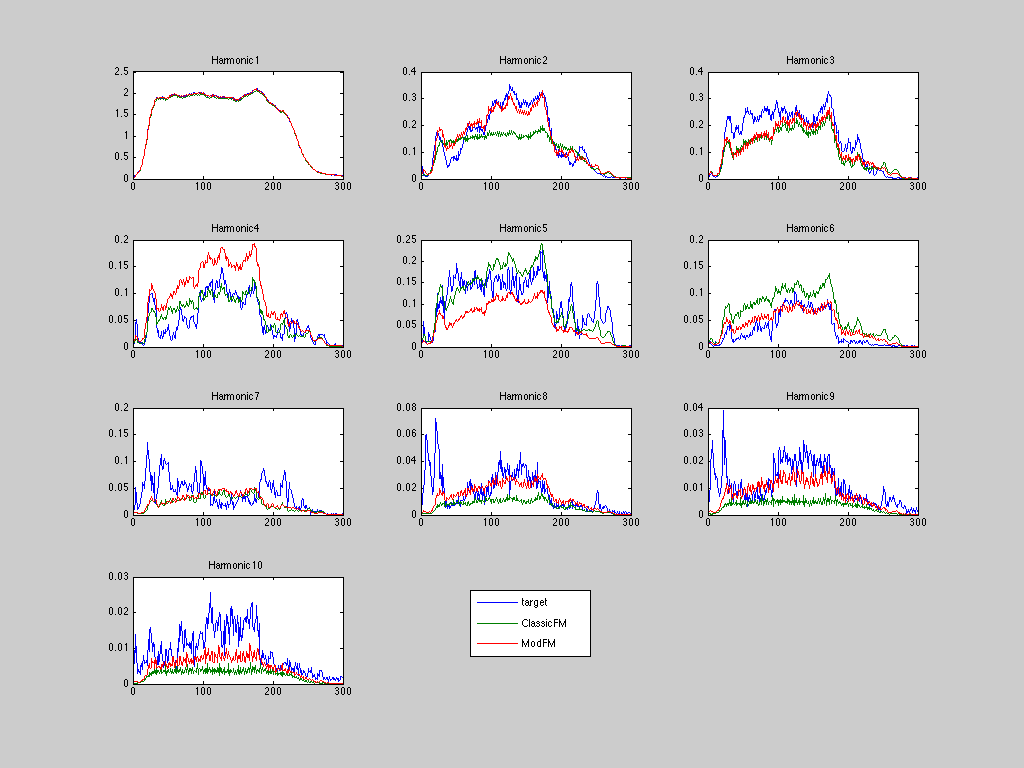 Harmonic1 Harmonic2 Harmonic3
2.5 0.4 0.4
2 0.3 0.3
1.5
0.2 0.2
1
0.1 0.1
0.5
0 0 0
0 100 200 300 0 100 200 300 0 100 200 300
Harmonic4 Harmonic5 Harmonic6
0.2 0.25 0.2
0.15 0.2 0.15
0.15
0.1 0.1
0.1
0.05 0.05 0.05
0 0 0
0 100 200 300 0 100 200 300 0 100 200 300
Harmonic7 Harmonic8 Harmonic9
0.2 0.08 0.04
0.15 0.06 0.03
0.1 0.04 0.02
0.05 0.02 0.01
0 0 0
0 100 200 300 0 100 200 300 0 100 200 300
Harmonic10
0.03
0.02
0.01
0
0 100 200 300
target
ClassicFM
ModFM